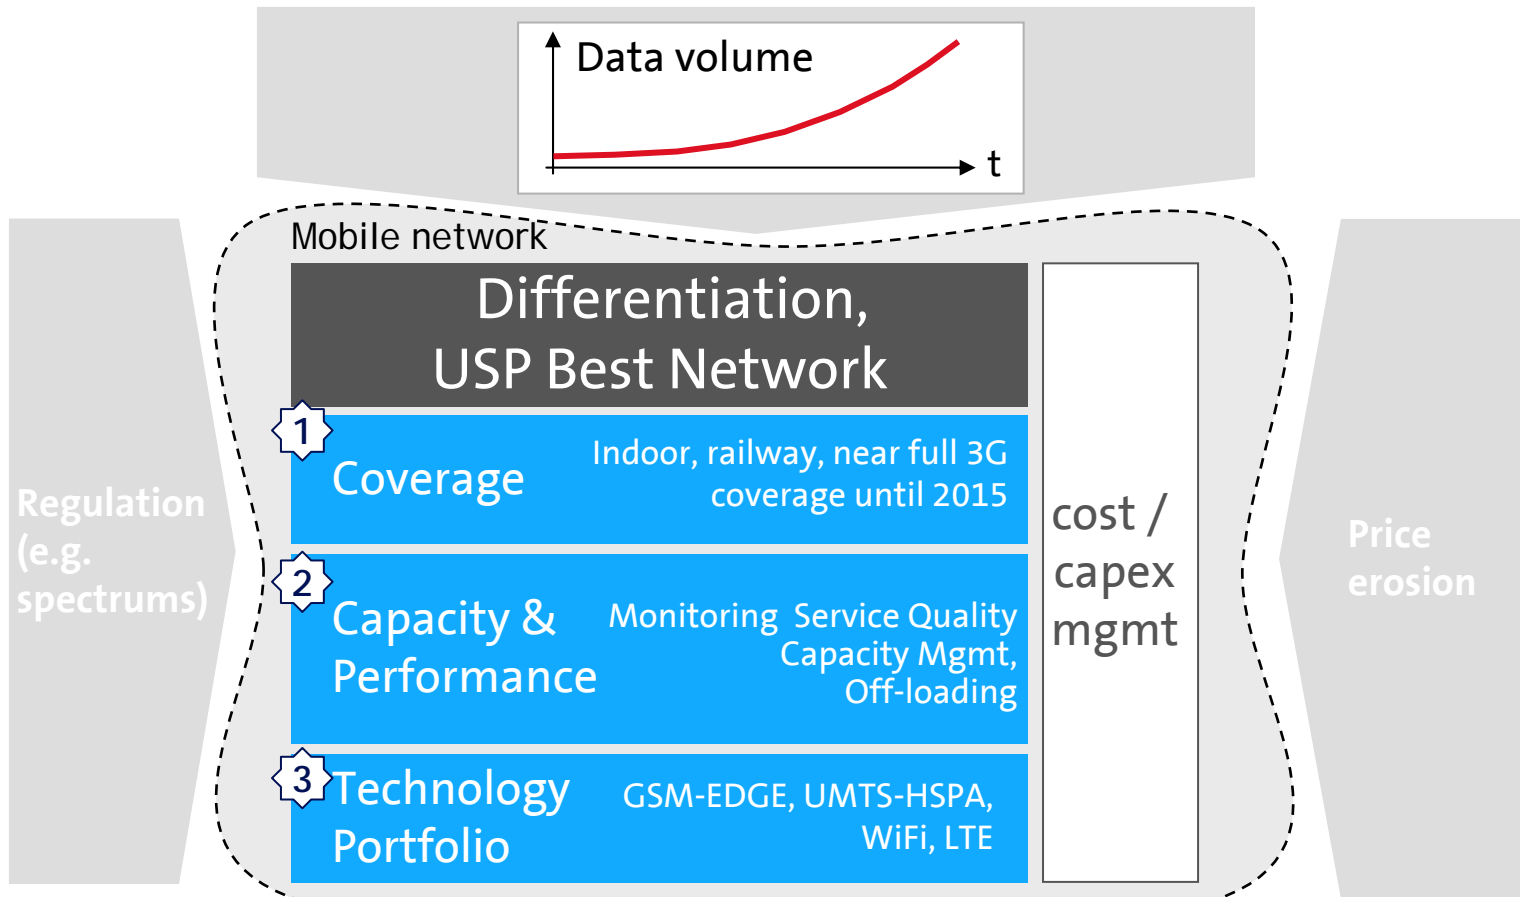 Data volume
t
Mobile network
Differentiation,
USP Best Network
1
Coverage
Indoor, railway, near full 3G
coverage until 2015
2
Capacity &
Performance
Monitoring Service Quality
Capacity Mgmt,
Off-loading
3
Technology
Portfolio
GSM-EDGE, UMTS-HSPA,
WiFi, LTE
cost /
capex
mgmt
Regulation
(e.g.
spectrums)
Price
erosion